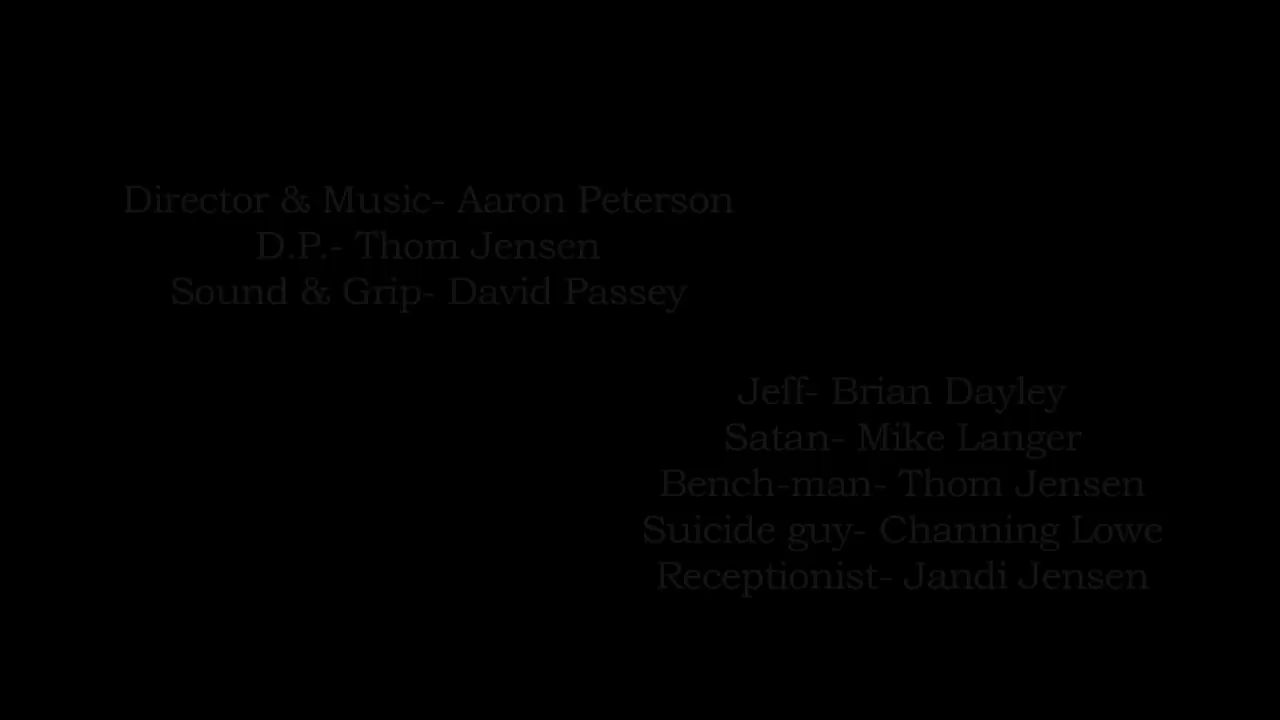 Director & Music- Aaron Peterson
D.P.- Thom Jensen
Sound & Grip- David Passey
Jeff- Brian Dayley
Satan- Mike Langer
Bench-man- Thom Jensen
Suicide guy- Channing Lowe
Receptionist- Jandi Jensen